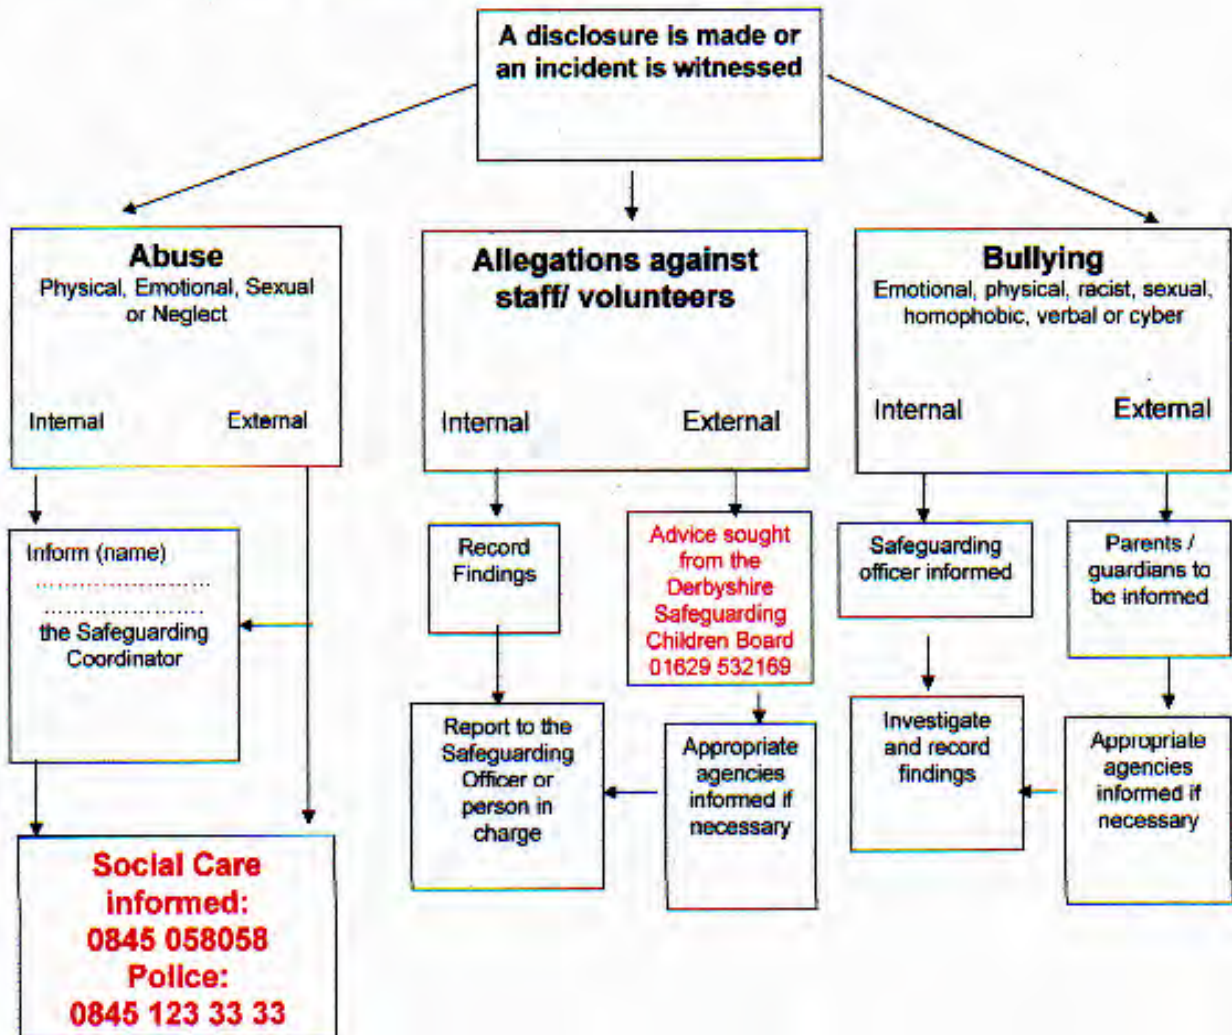 A disclosure is made or
an incident is witnessed
Abuse
Physical, Emotional, Sexual
or Neglect
Internal External
Allegations against
staff/ volunteers
Internal External
Bullying
Emotional, physical, racist, sexual,
homophobic, verbal or cyber
Internal External
Inform (name)
..............................
..............................
the Safeguarding
Coordinator
Social Care
informed:
0845 058058
Police:
0845 123 33 33
Record
Findings
Report to the
Safeguarding
Officer or
person in
charge
Advice sought
from the
Derbyshire
Safeguarding
Children Board
01629 532169
Appropriate
agencies
informed if
necessary
Safeguarding
officer informed
Investigate
and record
findings
Parents /
guardians to
be informed
Appropriate
agencies
informed if
necessary